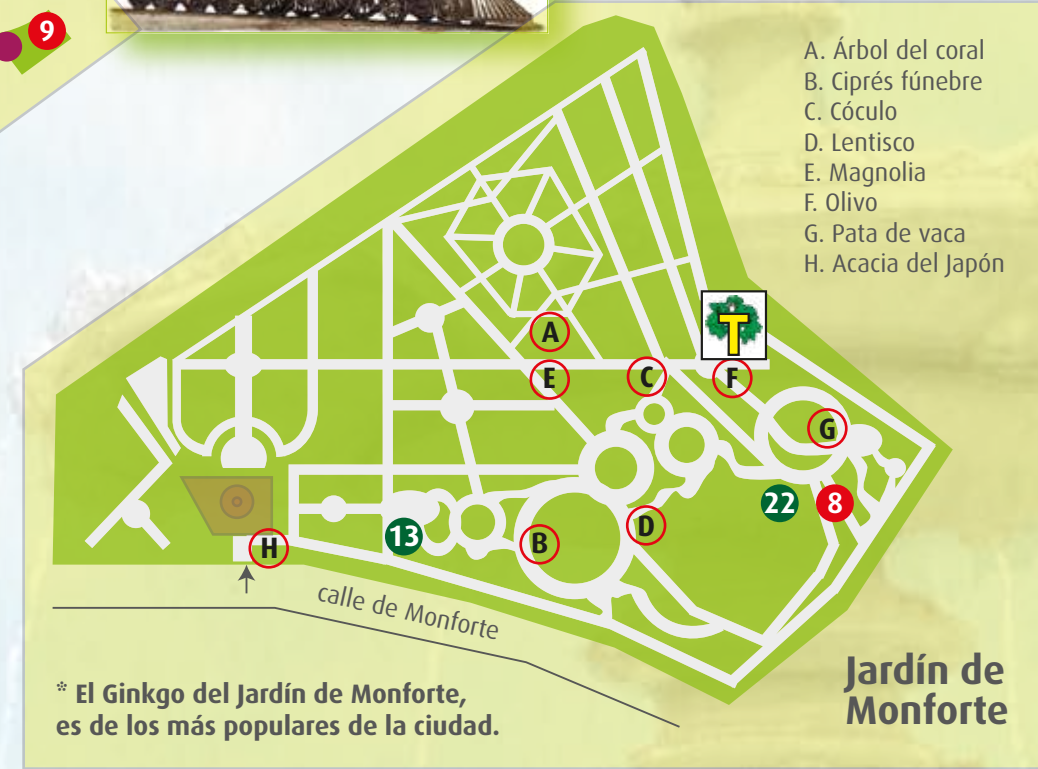 9
A. Árbol del coral
B. Ciprés fúnebre
C. Cóculo
D. Lentisco
E. Magnolia
F. Olivo
G. Pata de vaca
H. Acacia del Japón
T
A
E
C
F
G
22
8
13
B
D
H
calle de Monforte
* El Ginkgo del Jardín de Monforte,
es de los más populares de la ciudad.
Jardín de
Monforte